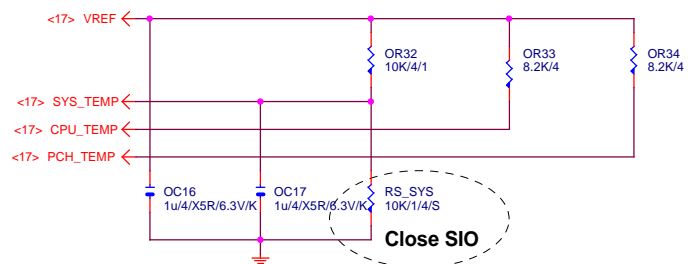 <17> VREF
OR32
10K/4/1
OR33
8.2K/4
OR34
8.2K/4
<17> SYS_TEMP
<17> CPU_TEMP
<17> PCH_TEMP
OC16
1u/4/X5R/6.3V/K
OC17
1u/4/X5R/6.3V/K
RS_SYS
10K/1/4/S
Close SIO